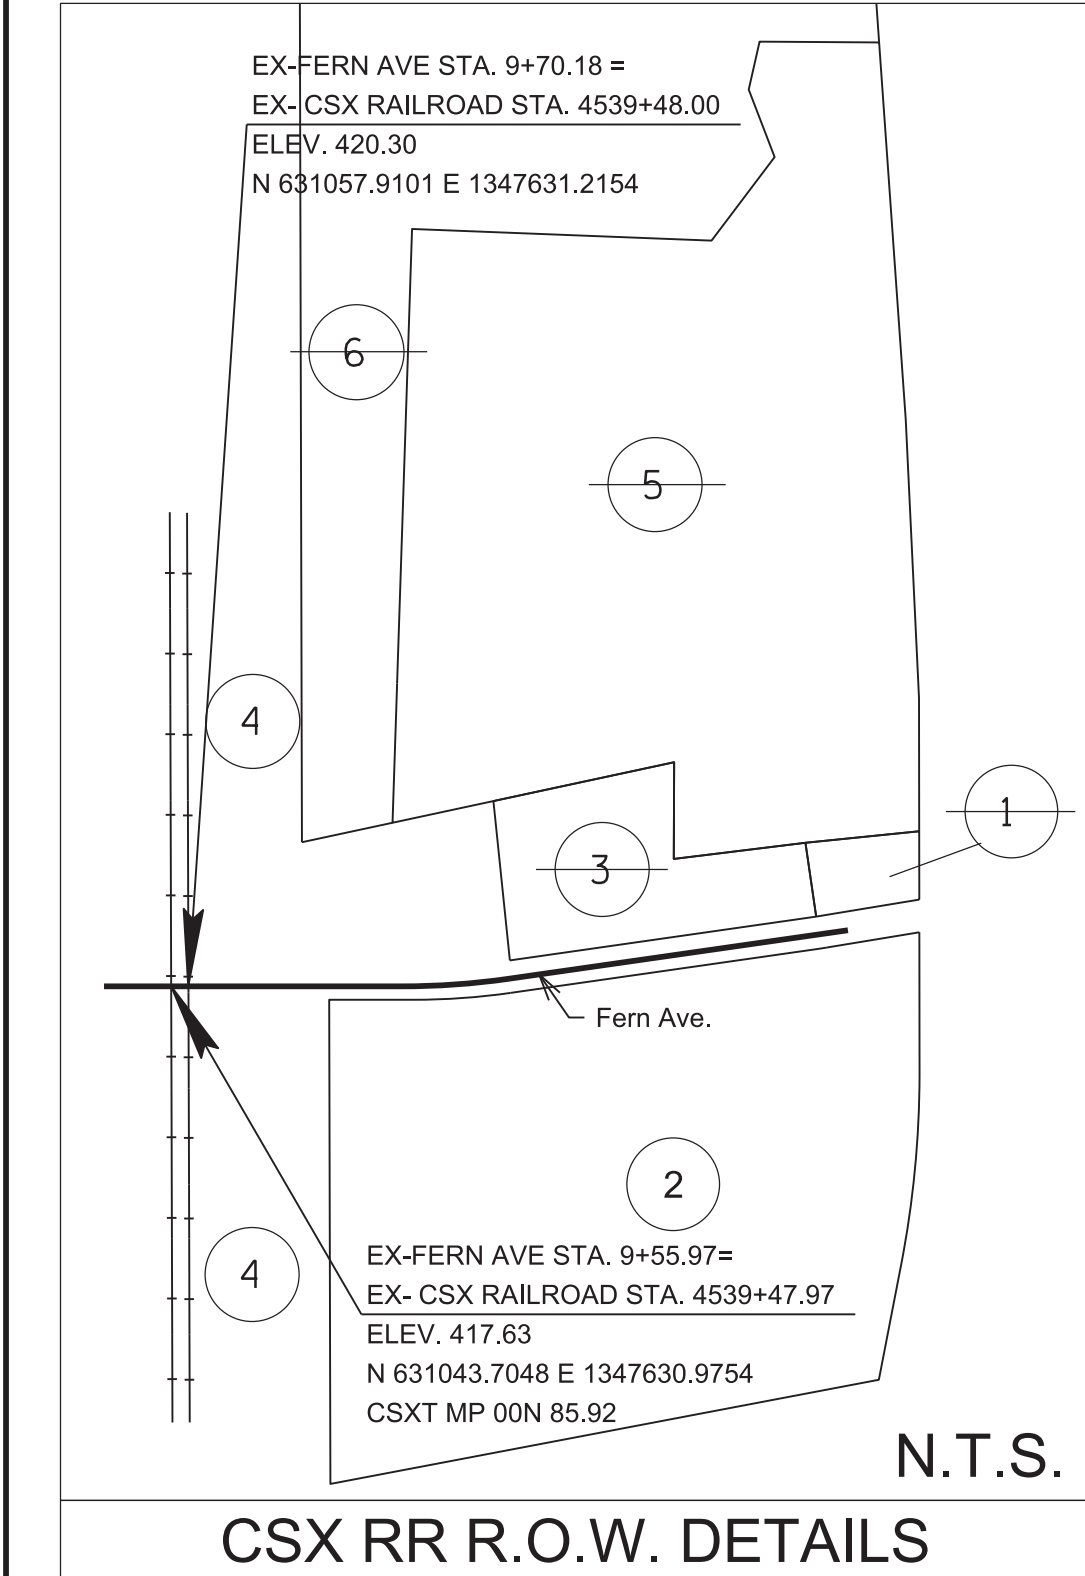 EX-FERN AVE STA. 9+70.18 =
EX- CSX RAILROAD STA. 4539+48.00
ELEV. 420.30
N 631057.9101 E 1347631.2154
6
5
4
1
3
Fern Ave.
2
4
EX-FERN AVE STA. 9+55.97=
EX- CSX RAILROAD STA. 4539+47.97
ELEV. 417.63
N 631043.7048 E 1347630.9754
CSXT MP 00N 85.92
N.T.S.
CSX RR R.O.W. DETAILS